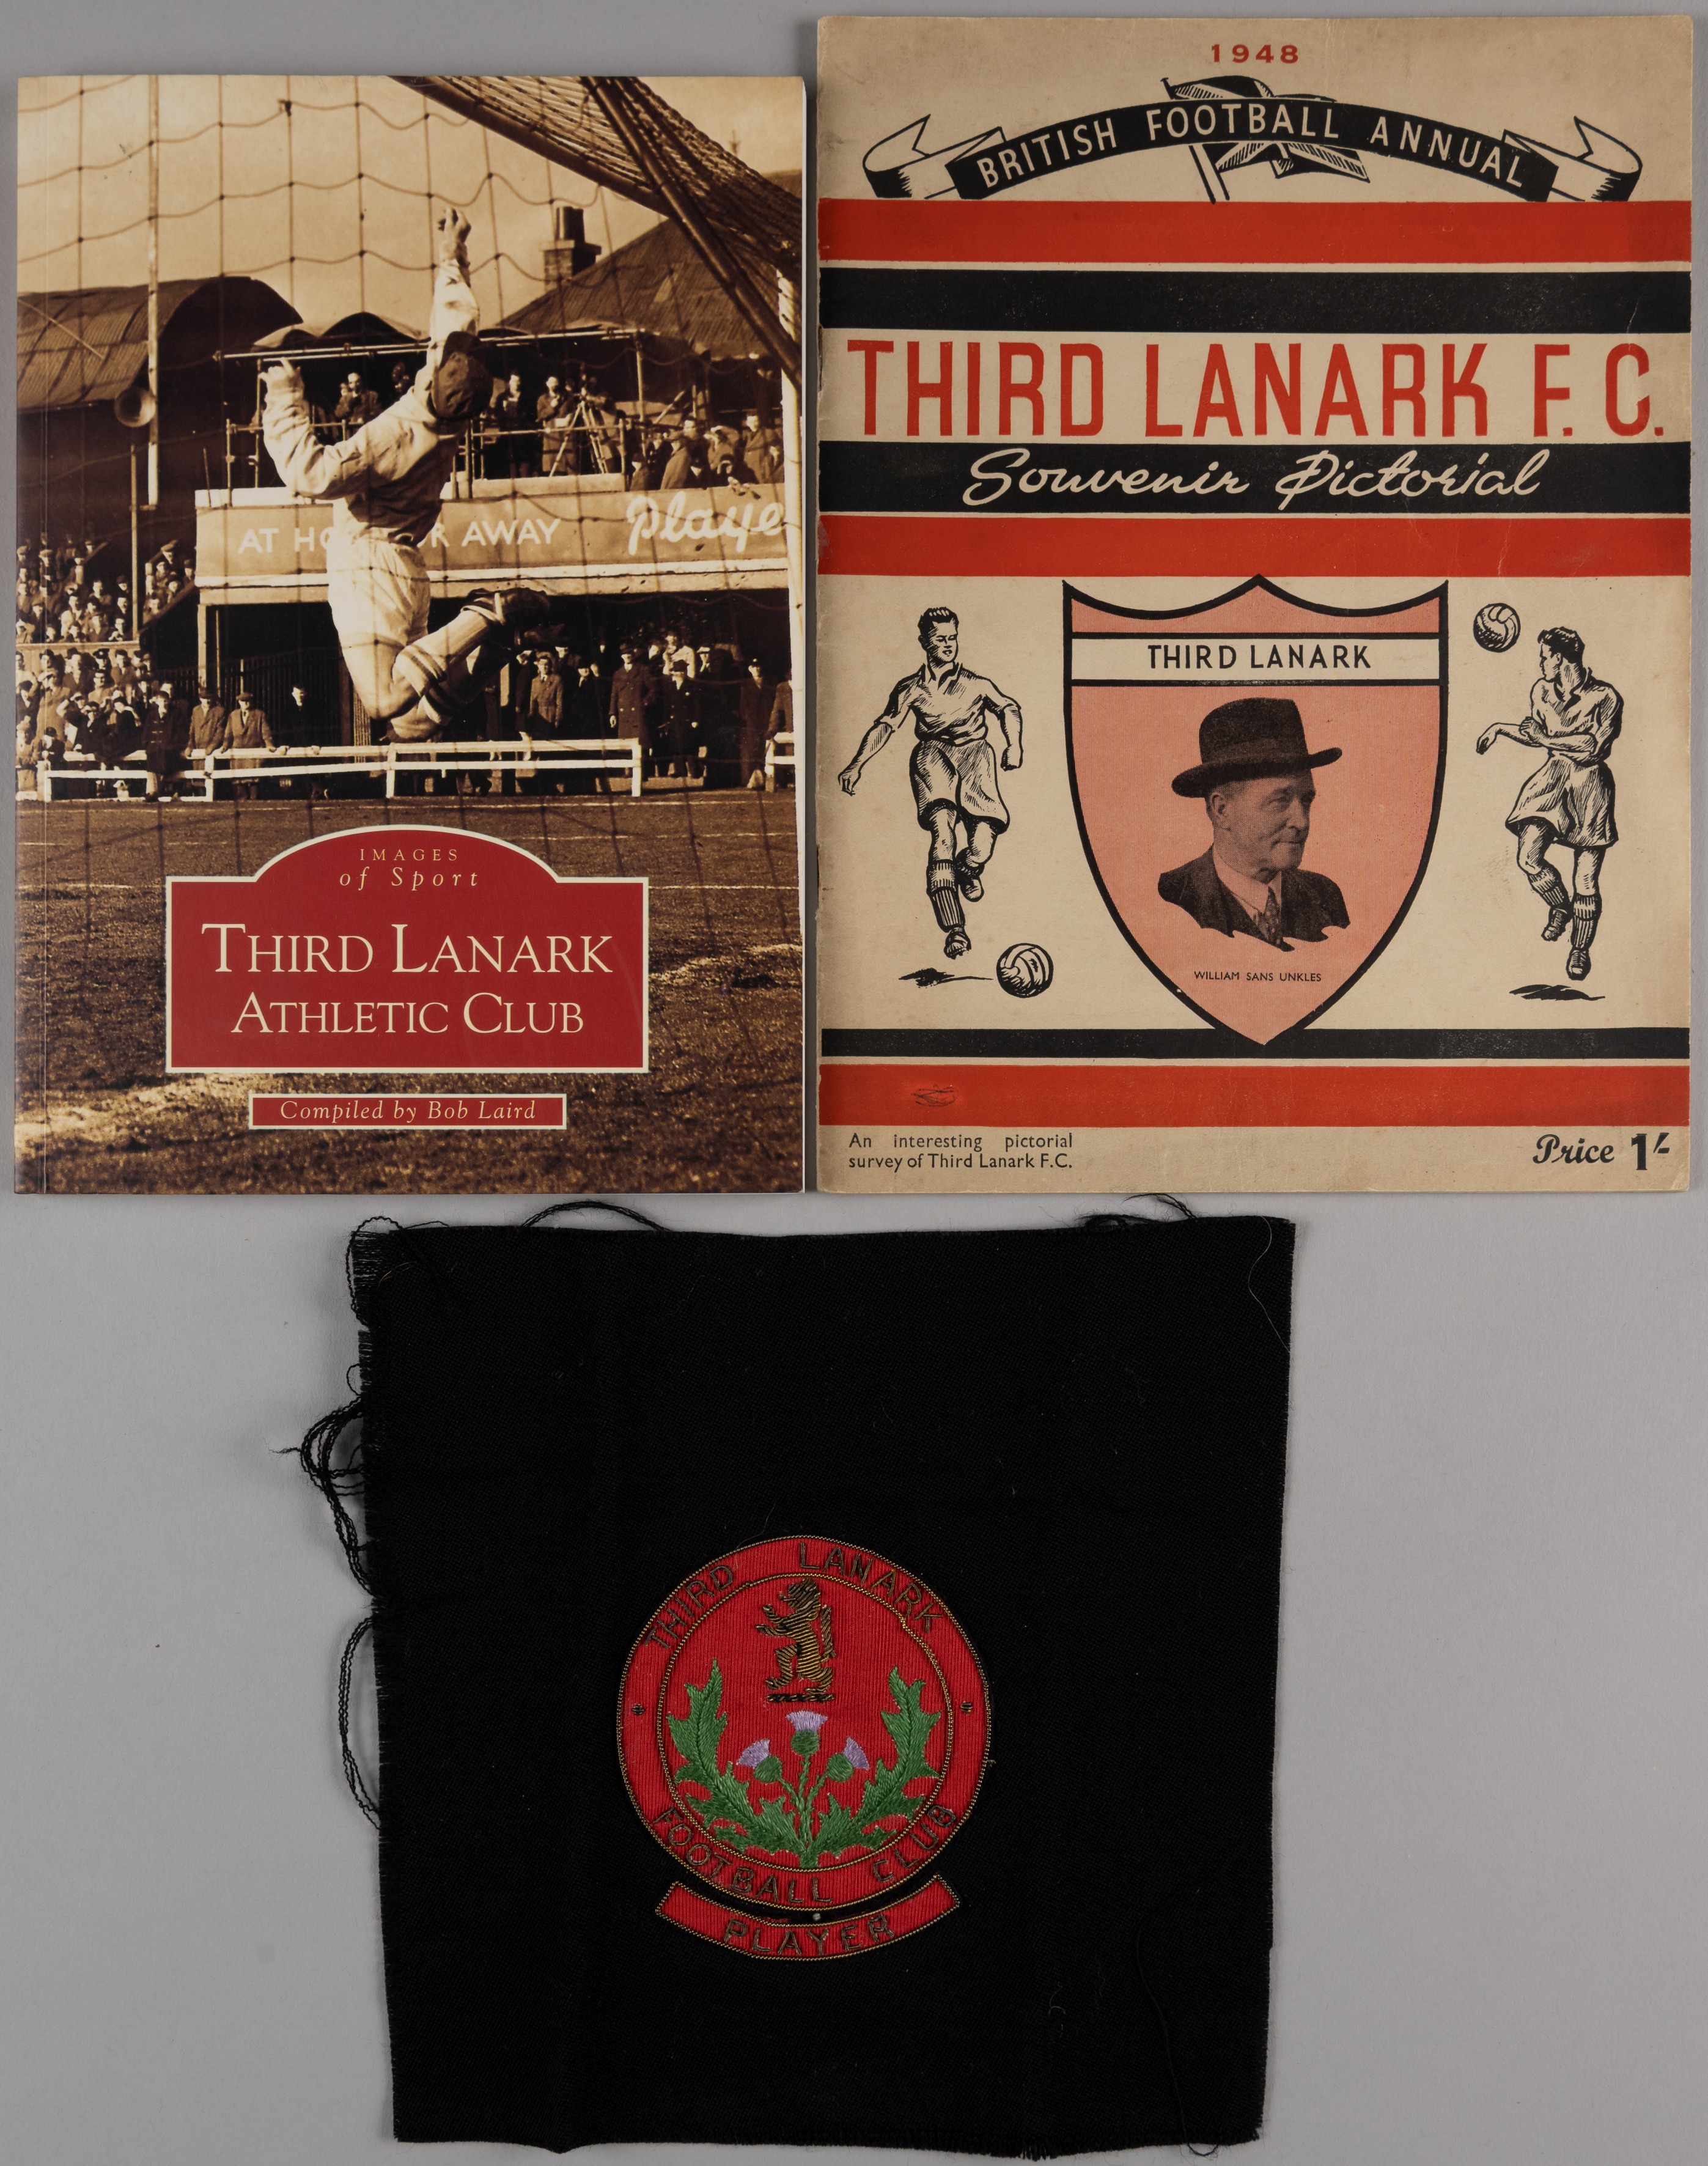 AT HO R AWAY Playe
IMAGES
of Sport
THIRD LANARK
ATHLETIC CLUB
Compiled by Bob Laird
1948
BRITISH FOOTBALL ANNUAL
THIRD LANARK F.C.
Souvenir Pictorial
THIRD LANARK
WILLIAM SANS UNKLES
An interesting pictorial
survey of Third Lanark F.C.
Price 1/-
THIRD LANARK
FOOTBALL CLUB
PLAYER